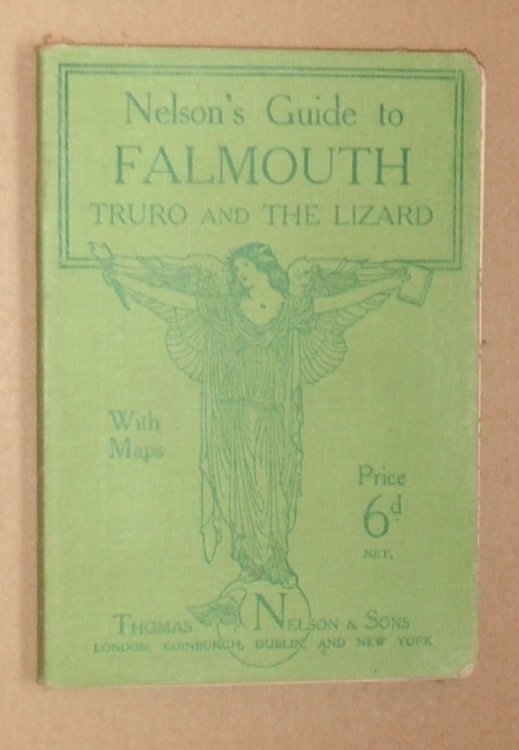 Nelson's Guide to
FALMOUTH
TRURO AND THE LIZARD
With
Maps
Price
6d
NET.
THOMAS NELSON & SONS
LONDON, EDINBURGH, DUBLIN, AND NEW YORK